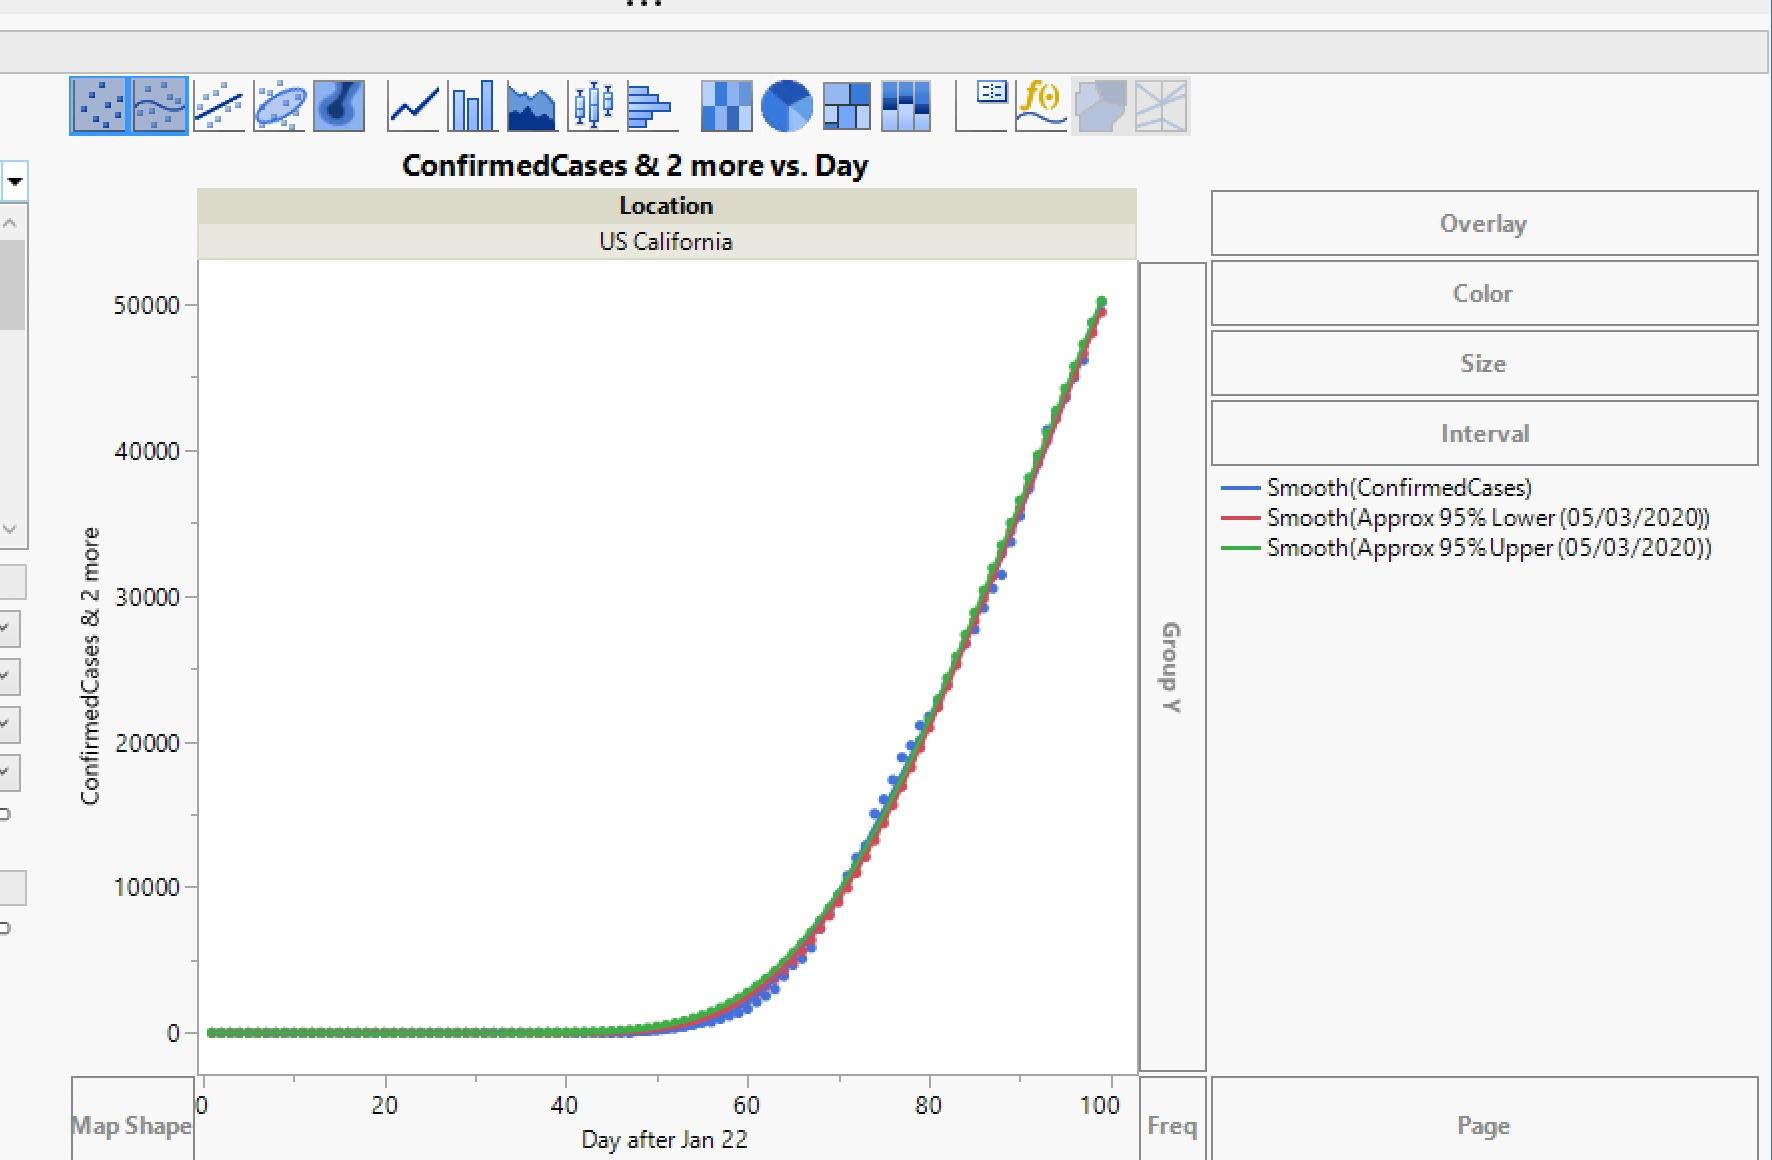 ConfirmedCases & 2 more vs. Day
Location
US California
Overlay
Color
Size
Interval
Smooth(ConfirmedCases)
Smooth(Approx 95% Lower (05/03/2020))
Smooth(Approx 95% Upper (05/03/2020))
50000
40000
30000
20000
10000
0
ConfirmedCases & 2 more
Group Y
0
20
40
60
80
100
Day after Jan 22
Map Shape
Freq
Page